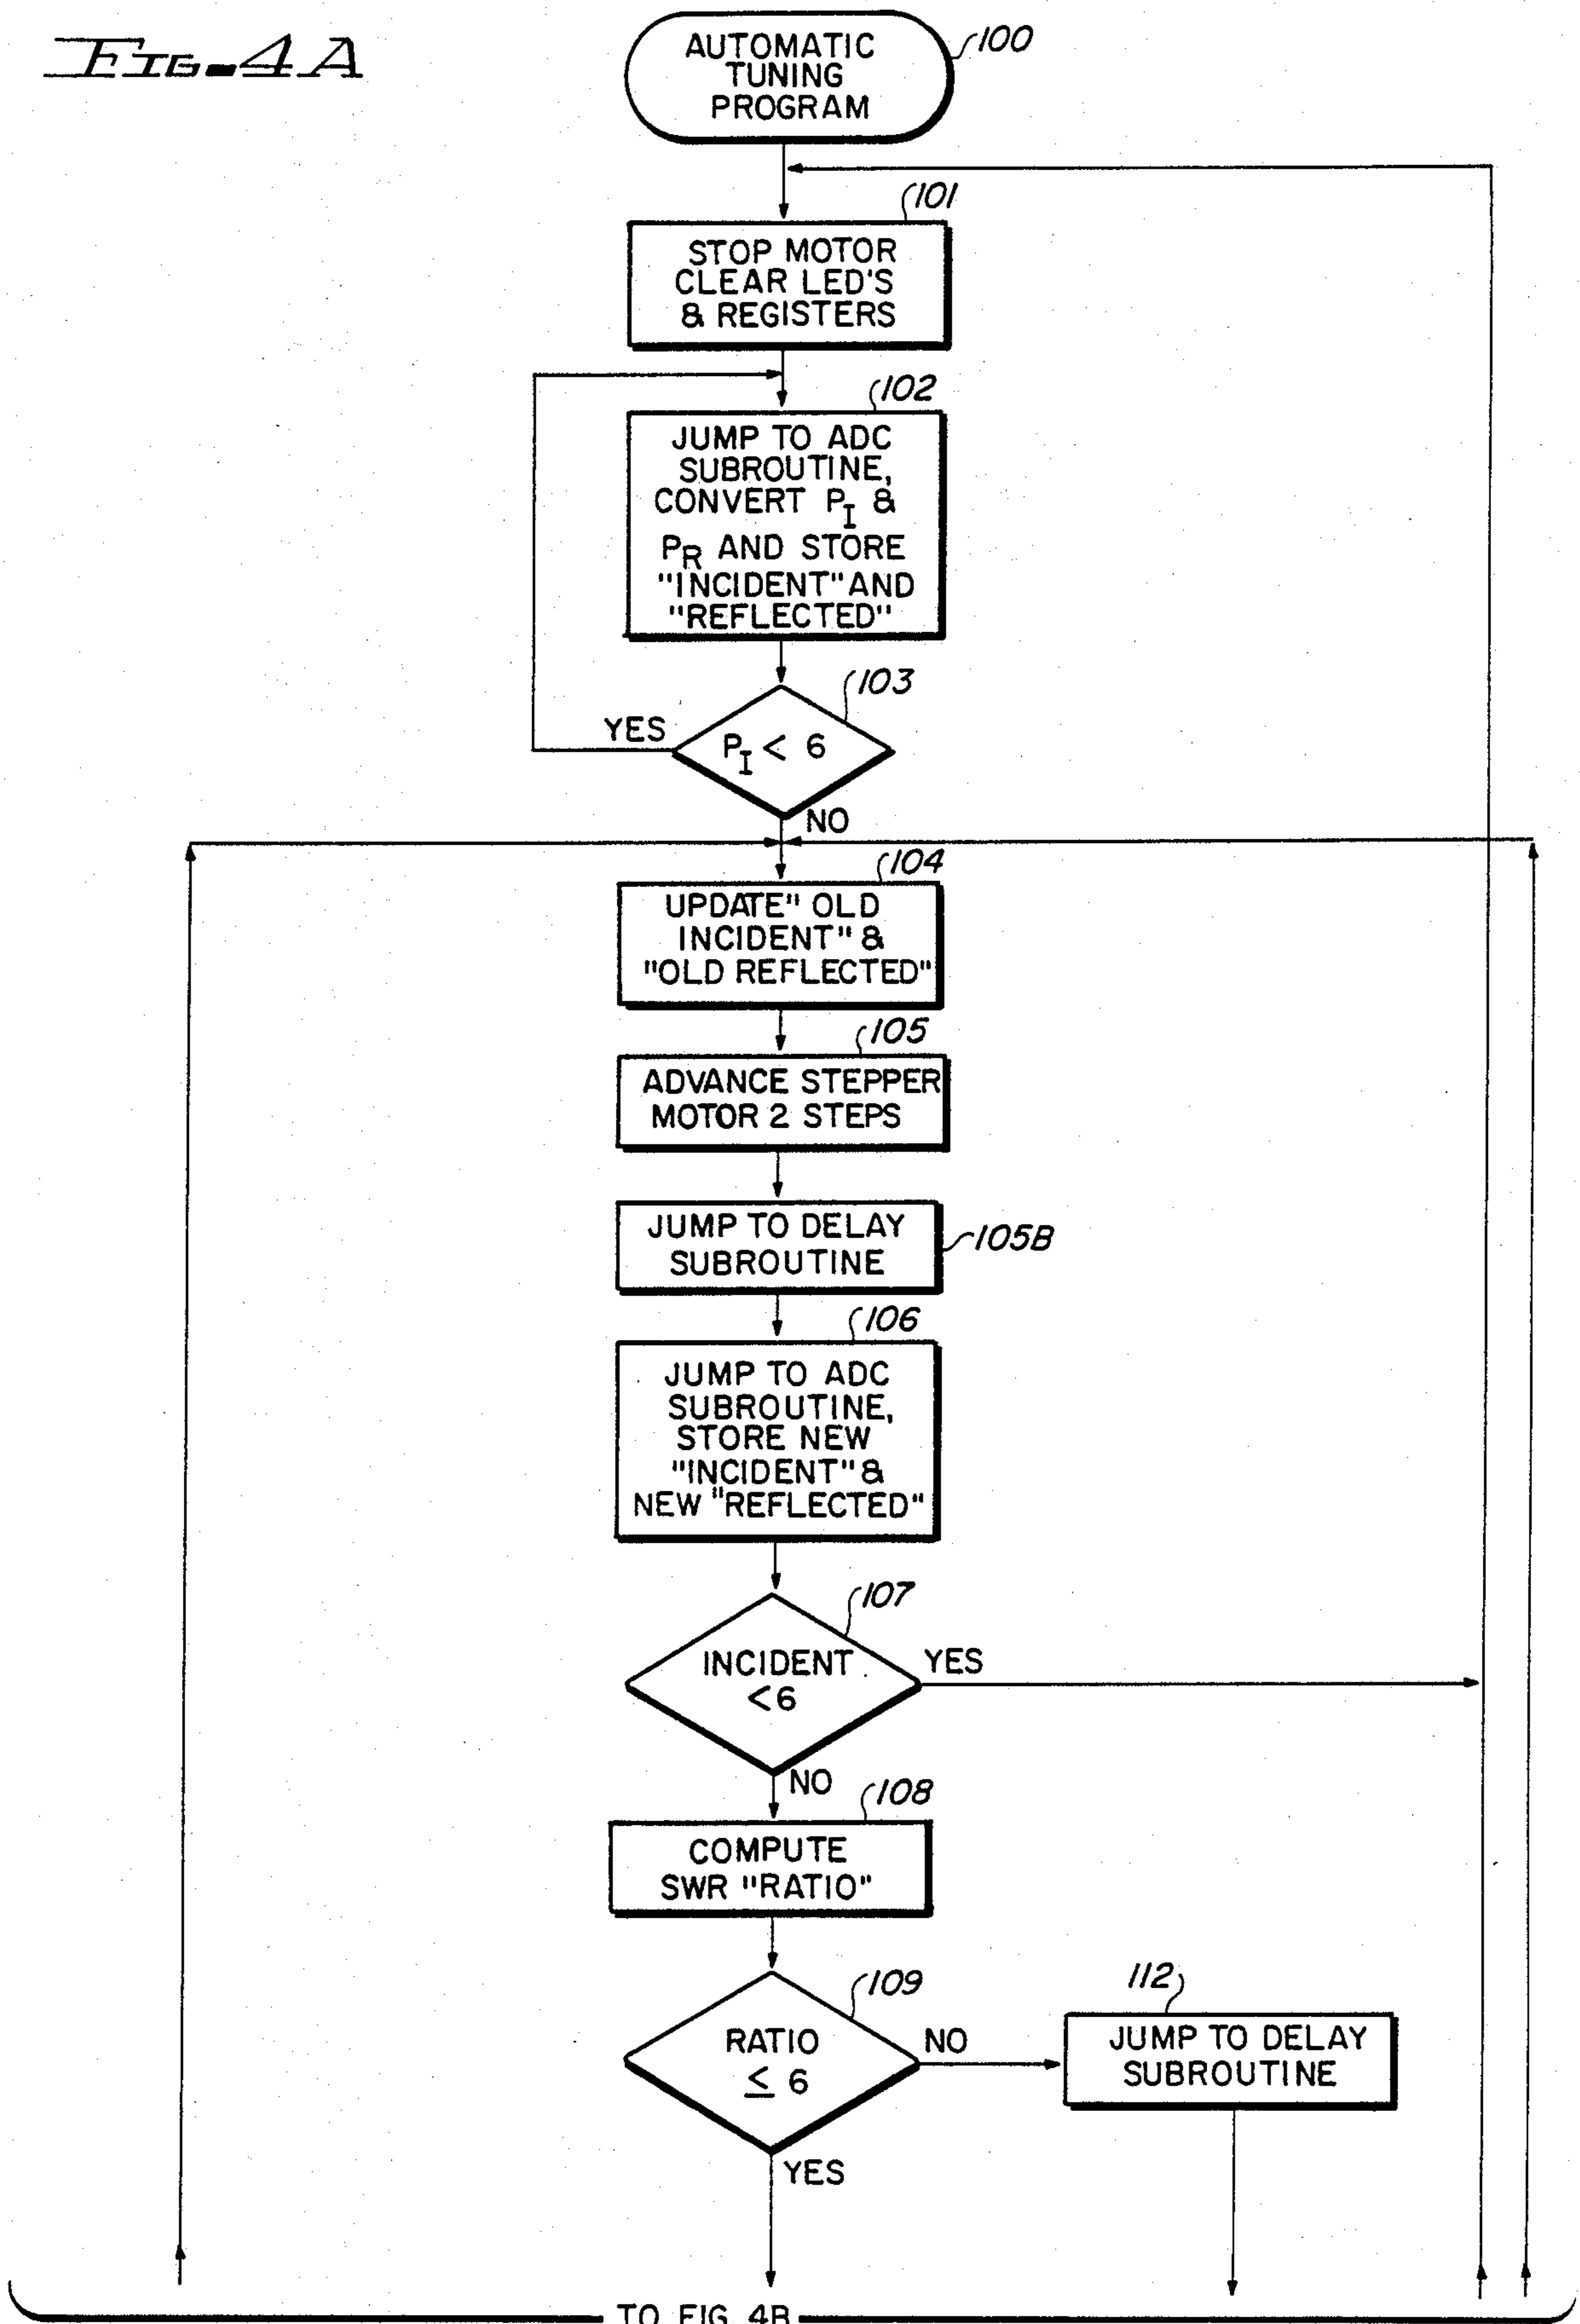 FIG. 4A
AUTOMATIC
TUNING
PROGRAM
100
101
STOP MOTOR
CLEAR LED'S
& REGISTERS
102
JUMP TO ADC
SUBROUTINE,
CONVERT PI &
PR AND STORE
"INCIDENT" AND
"REFLECTED"
103
YES
PI < 6
NO
104
UPDATE" OLD
INCIDENT" &
"OLD REFLECTED"
105
ADVANCE STEPPER
MOTOR 2 STEPS
JUMP TO DELAY
SUBROUTINE
105B
106
JUMP TO ADC
SUBROUTINE,
STORE NEW
"INCIDENT" &
NEW "REFLECTED"
107
INCIDENT
<6
YES
NO
108
COMPUTE
SWR "RATIO"
109
RATIO
≤ 6
NO
YES
112
JUMP TO DELAY
SUBROUTINE
TO FIG. 4B